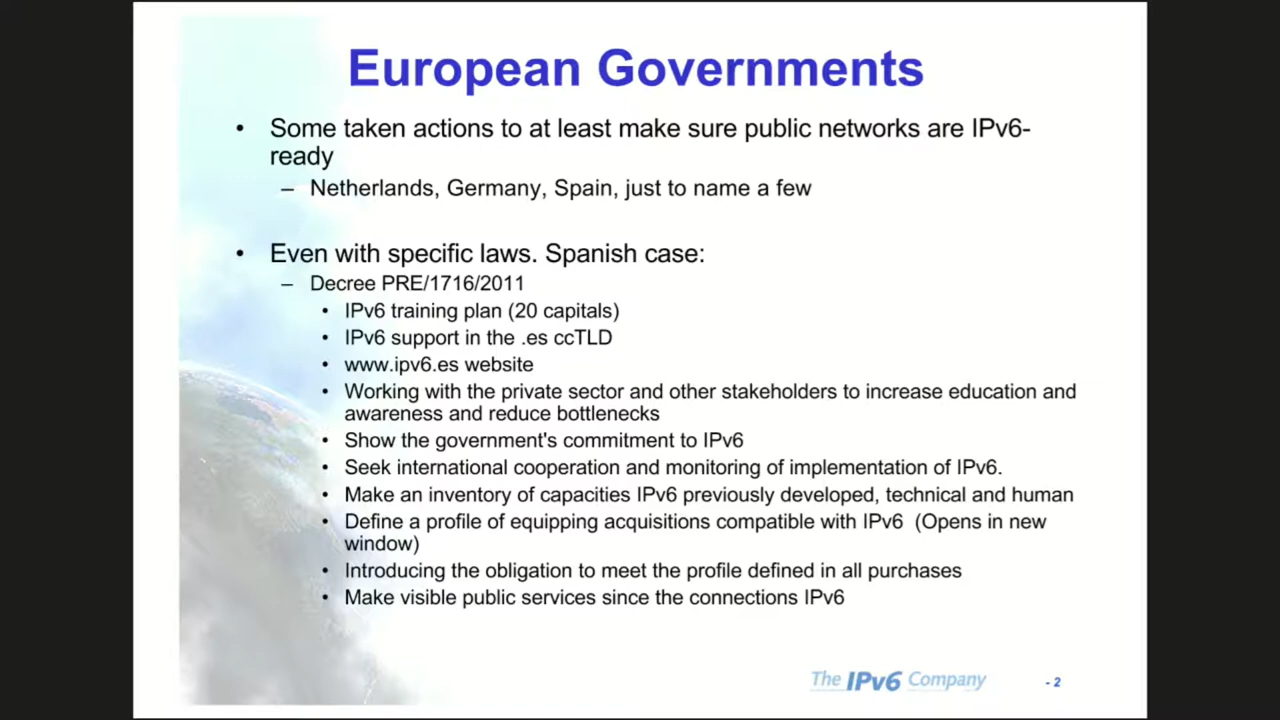 European Governments
• Some taken actions to at least make sure public networks are IPv6-
ready
– Netherlands, Germany, Spain, just to name a few
• Even with specific laws. Spanish case:
– Decree PRE/1716/2011
• IPv6 training plan (20 capitals)
• IPv6 support in the .es ccTLD
• www.ipv6.es website
• Working with the private sector and other stakeholders to increase education and
awareness and reduce bottlenecks
• Show the government's commitment to IPv6
• Seek international cooperation and monitoring of implementation of IPv6.
• Make an inventory of capacities IPv6 previously developed, technical and human
• Define a profile of equipping acquisitions compatible with IPv6 (Opens in new
window)
• Introducing the obligation to meet the profile defined in all purchases
• Make visible public services since the connections IPv6
The IPv6 Company
- 2